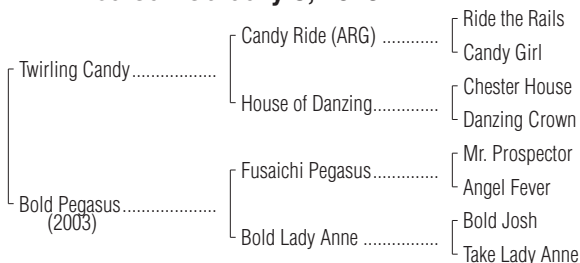 Ride the Rails
Candy Ride (ARG) ............
Candy Girl
Twirling Candy..................
Chester House
House of Danzing..............
Danzing Crown
Mr. Prospector
Fusaichi Pegasus..............
Angel Fever
Bold Pegasus....................
(2003)
Bold Josh
Bold Lady Anne ................
Take Lady Anne